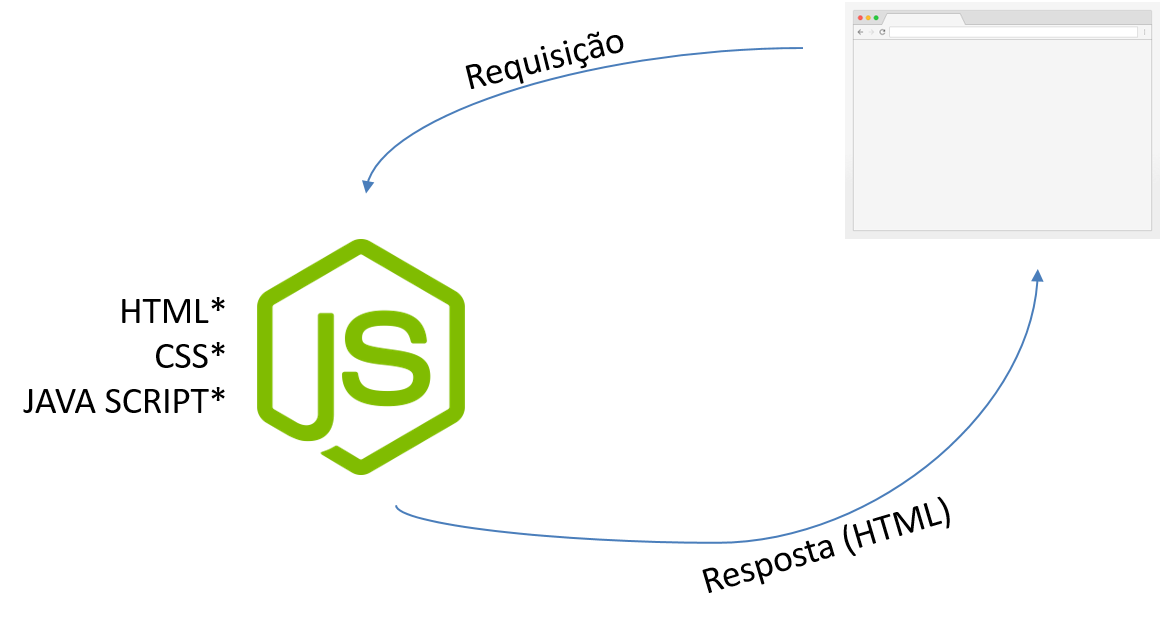 Requisição
HTML*
CSS*
JAVA SCRIPT*
JS
Resposta (HTML)